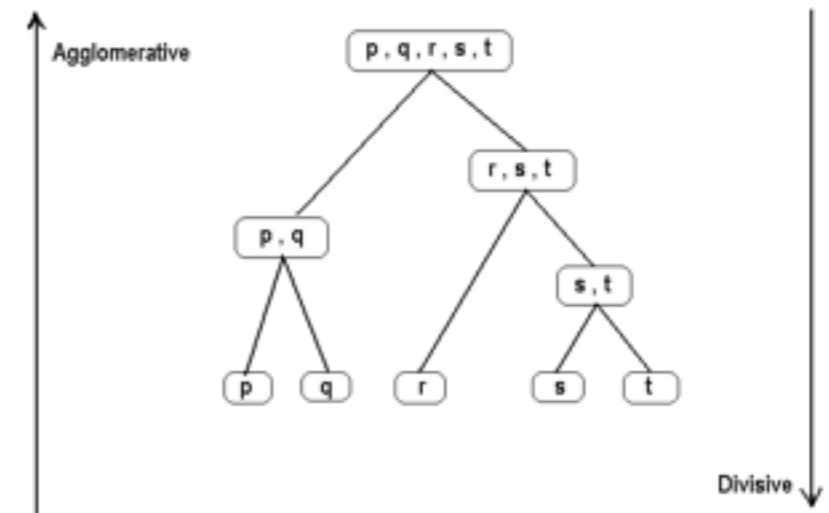 Agglomerative
p , q , r , s , t
r , s , t
p , q
s , t
p
q
r
s
t
Divisive